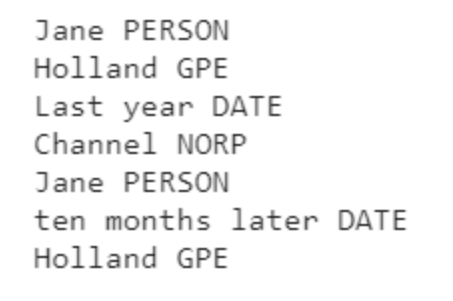 Jane PERSON
Holland GPE
Last year DATE
Channel NORP
Jane PERSON
ten months later DATE
Holland GPE